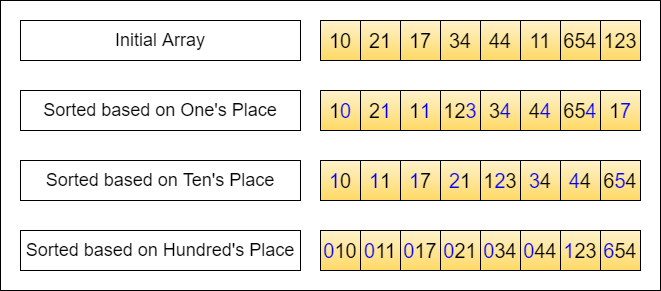 Initial Array 10 21 17 34 44 11 654 123
Sorted based on One's Place 10 21 11 123 34 44 654 17
Sorted based on Ten's Place 10 11 17 21 123 34 44 654
Sorted based on Hundred's Place 010 011 017 021 034 044 123 654